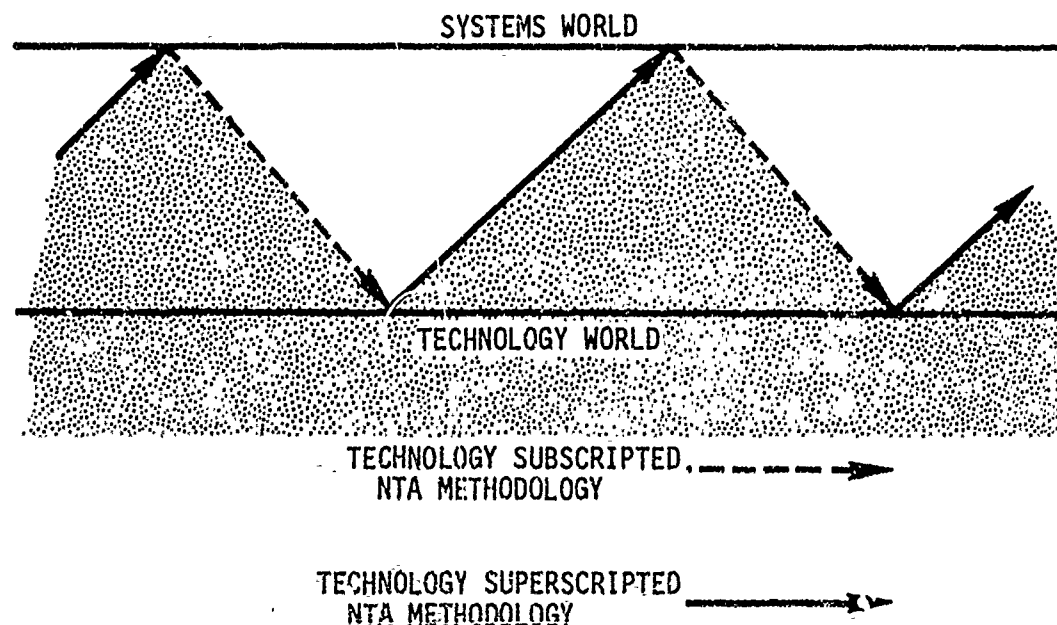 SYSTEMS WORLD
TECHNOLOGY WORLD
TECHNOLOGY SUBSCRIPTED
NTA METHODOLOGY
TECHNOLOGY SUPERSCRIPTED
NTA METHODOLOGY